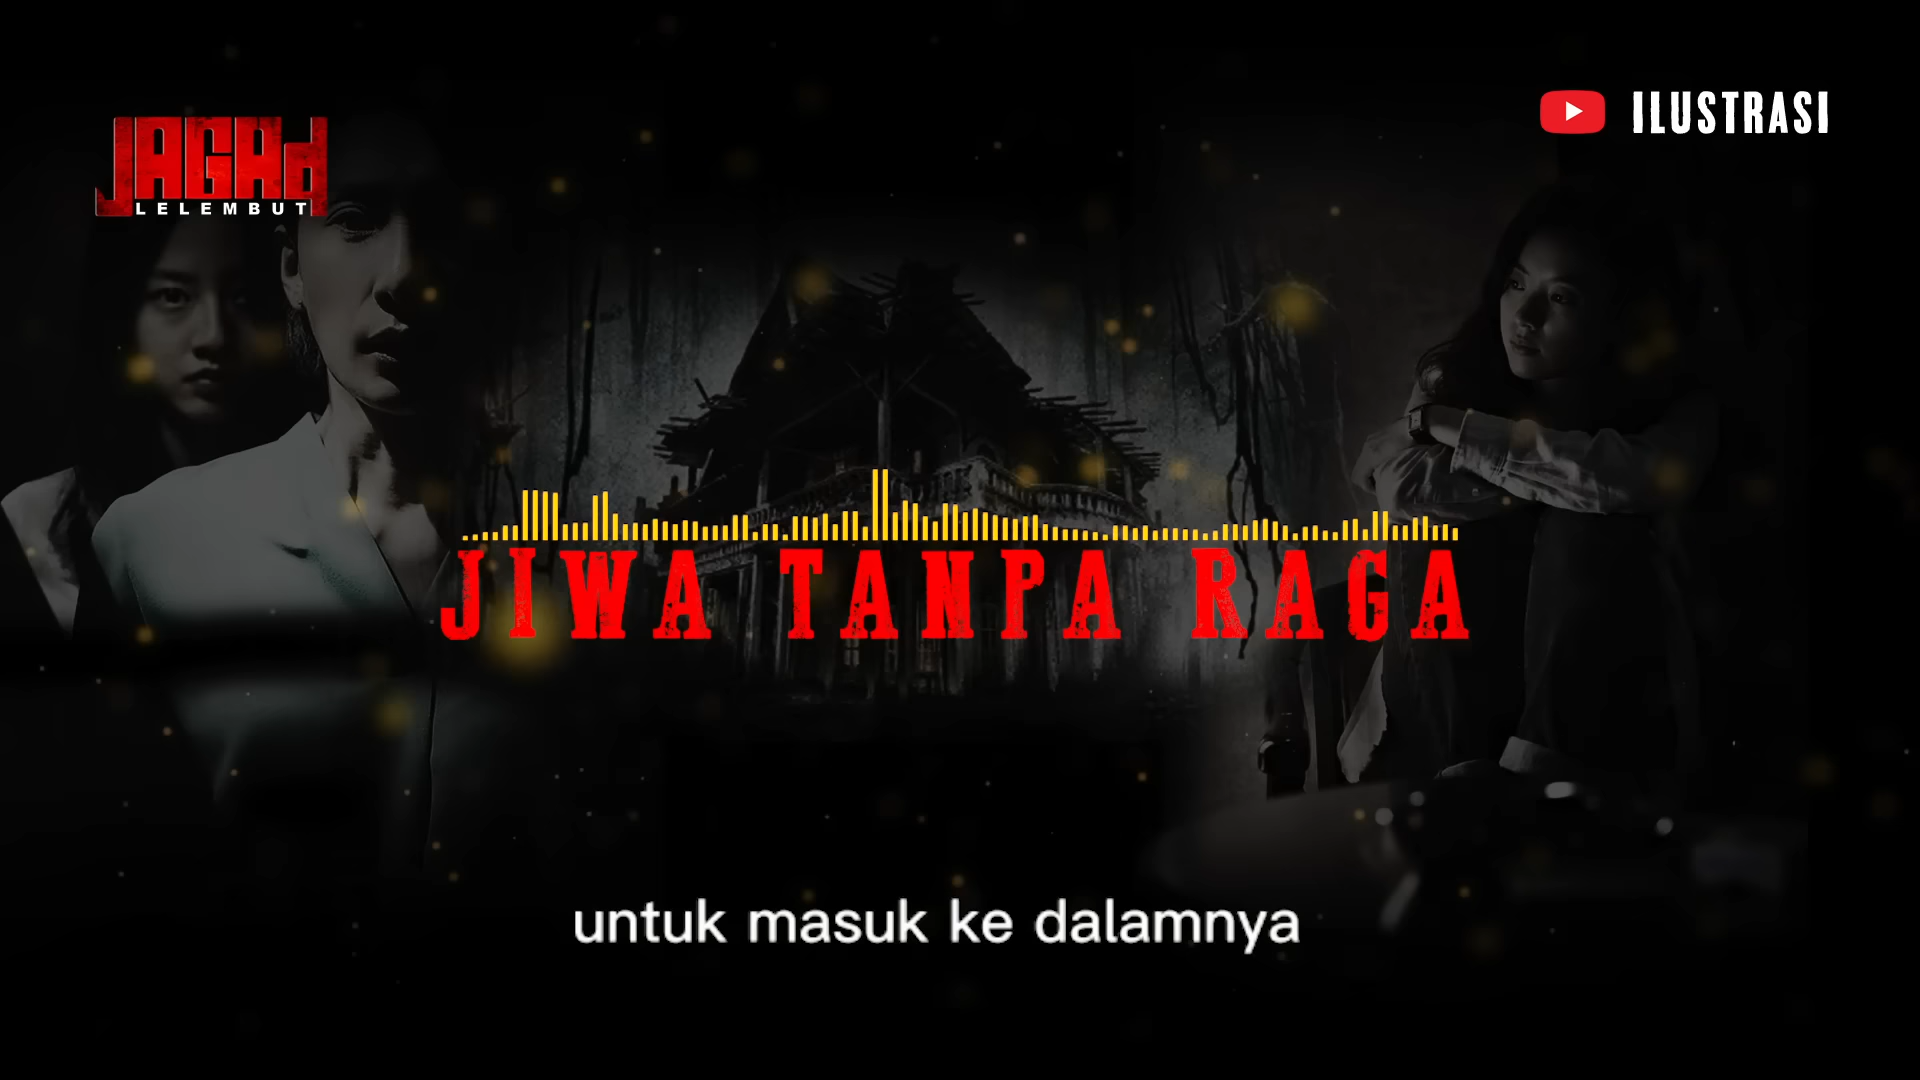 JAGAd
LELEMBUT
ILUSTRASI
JIWA TANPA RAGA
untuk masuk ke dalamnya